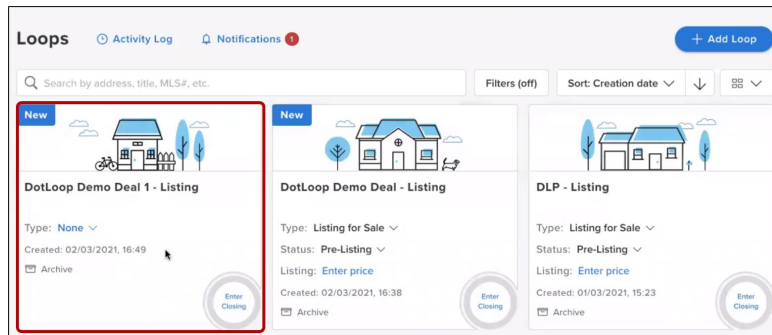 Loops Activity Log Notifications 1 + Add Loop
Search by address, title, MLS#, etc. Filters (off) Sort: Creation date
New
DotLoop Demo Deal 1 - Listing
Type: None
Created: 02/03/2021, 16:49
Archive
Enter
Closing
New
DotLoop Demo Deal - Listing
Type: Listing for Sale
Status: Pre-Listing
Listing: Enter price
Created: 02/03/2021, 16:38
Archive
Enter
Closing
DLP - Listing
Type: Listing for Sale
Status: Pre-Listing
Listing: Enter price
Created: 01/03/2021, 15:23
Archive
Enter
Closing